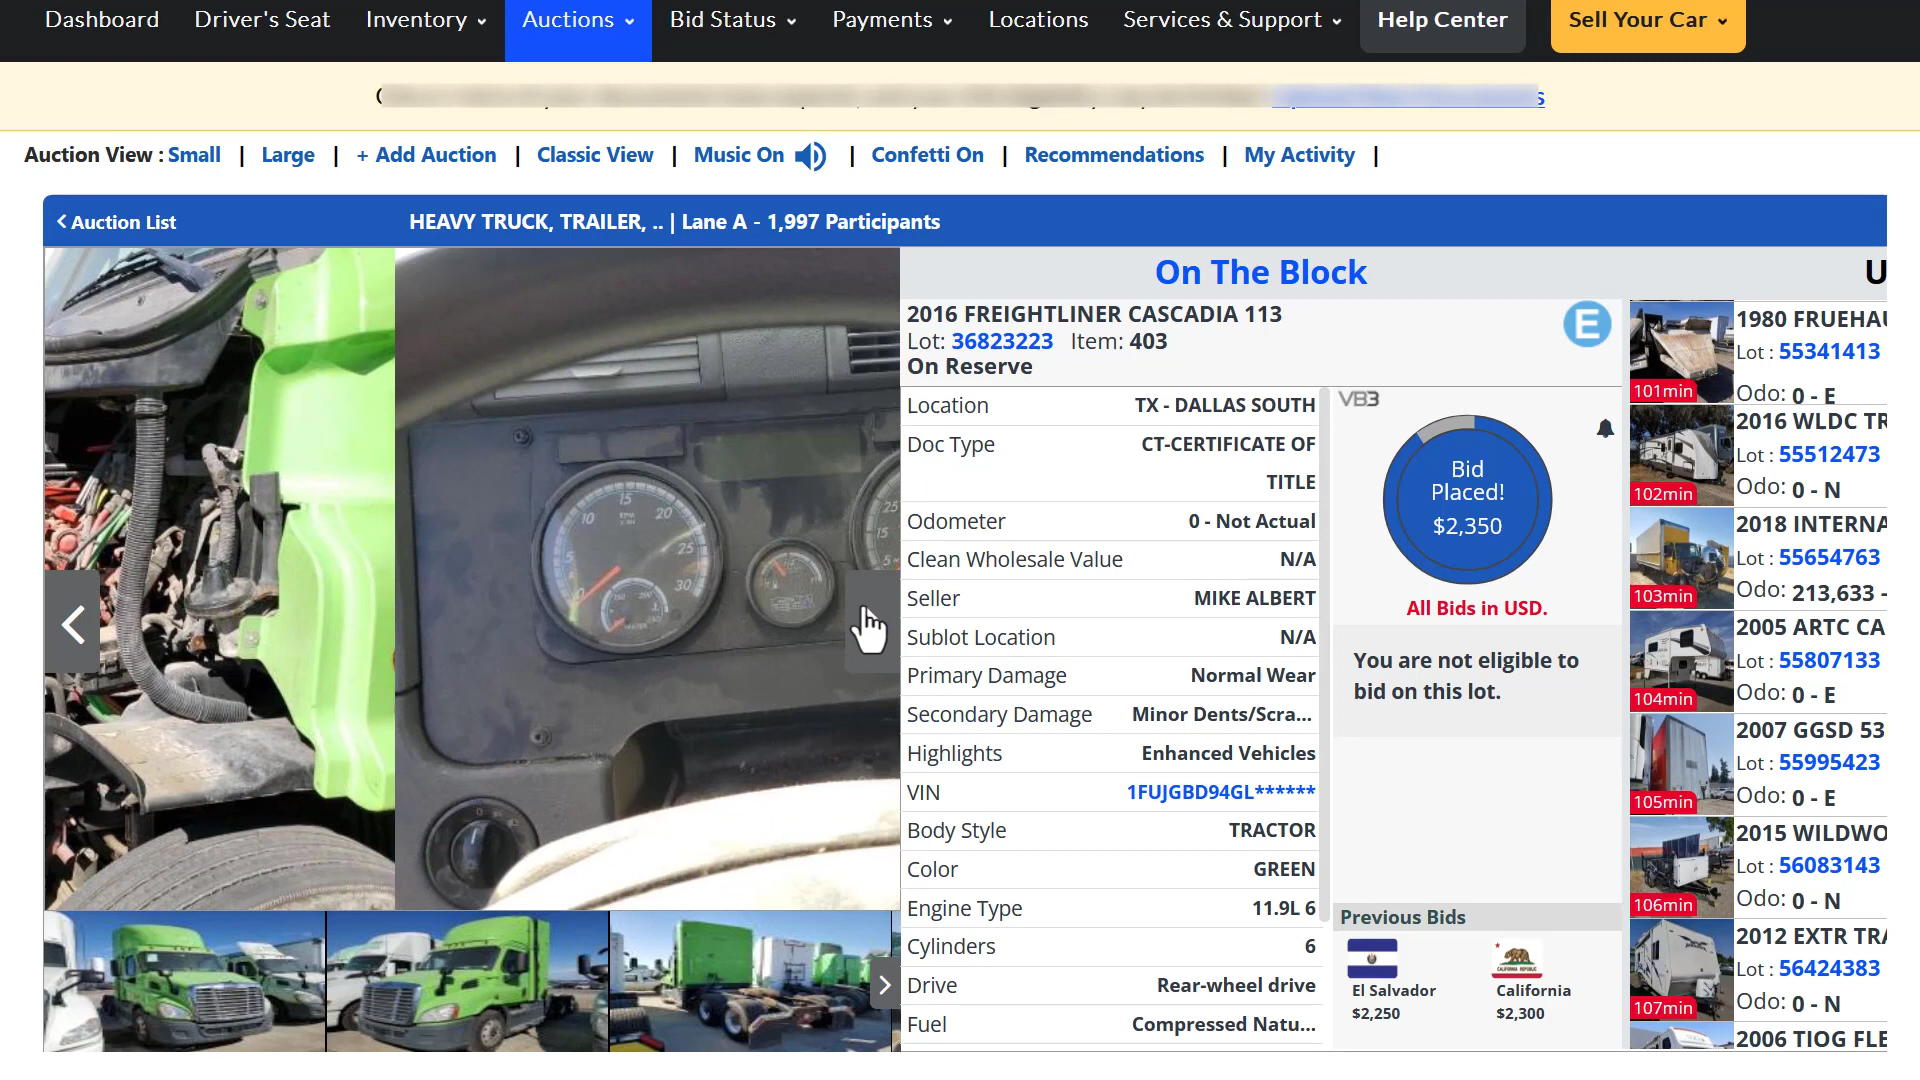 Dashboard Driver's Seat Inventory Auctions Bid Status Payments Locations Services & Support Help Center Sell Your Car
Auction View : Small | Large | + Add Auction | Classic View | Music On | Confetti On | Recommendations | My Activity |
Auction List
HEAVY TRUCK, TRAILER, .. | Lane A - 1,997 Participants
On The Block
2016 FREIGHTLINER CASCADIA 113
Lot: 36823223 Item: 403
On Reserve
E
Location TX - DALLAS SOUTH
Doc Type CT-CERTIFICATE OF
TITLE
Odometer 0 - Not Actual
Clean Wholesale Value N/A
Seller MIKE ALBERT
Sublot Location N/A
Primary Damage Normal Wear
Secondary Damage Minor Dents/Scra...
Highlights Enhanced Vehicles
VIN 1FUJGBD94GL******
Body Style TRACTOR
Color GREEN
Engine Type 11.9L 6
Cylinders 6
Drive Rear-wheel drive
Fuel Compressed Natu...
VB3
Bid
Placed!
$2,350
All Bids in USD.
You are not eligible to
bid on this lot.
Previous Bids
El Salvador
$2,250
California
$2,300
U
1980 FRUEHAU
Lot : 55341413
Odo: 0 - E
101min
2016 WLDC TR
Lot : 55512473
Odo: 0 - N
102min
2018 INTERNA
Lot : 55654763
Odo: 213,633 -
103min
2005 ARTC CA
Lot : 55807133
Odo: 0 - E
104min
2007 GGSD 53
Lot : 55995423
Odo: 0 - E
105min
2015 WILDWO
Lot : 56083143
Odo: 0 - N
106min
2012 EXTR TRA
Lot : 56424383
Odo: 0 - N
107min
2006 TIOG FLE
5
10
15
20
25
30